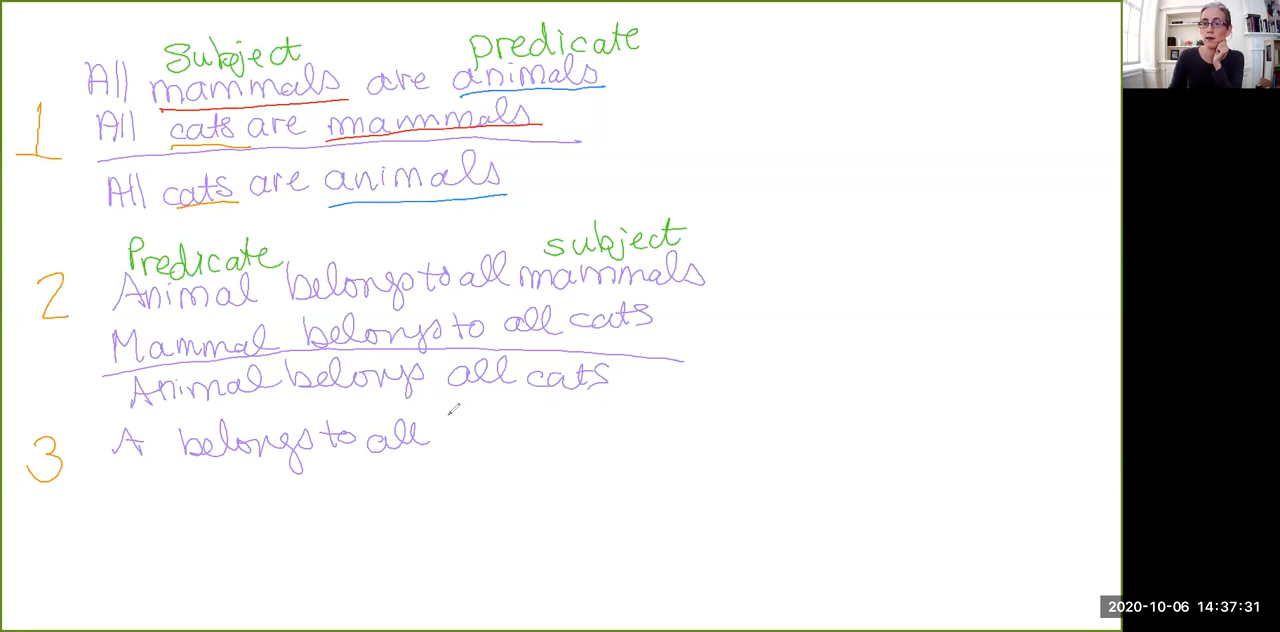 Subject predicate
All mammals are animals
1
All cats are mammals
All cats are animals
Predicate subject
2
Animal belongs to all mammals
Mammal belongs to all cats
Animal belongs all cats
3
A belongs to all
2020-10-06 14:37:31